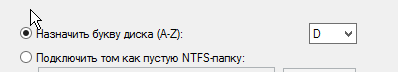 Назначить букву диска (A-Z): D
Подключить том как пустую NTFS-папку: